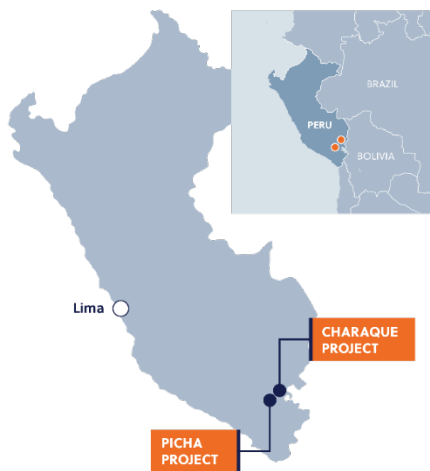 BRAZIL
PERU
BOLIVIA
Lima
CHARAQUE
PROJECT
PICHA
PROJECT